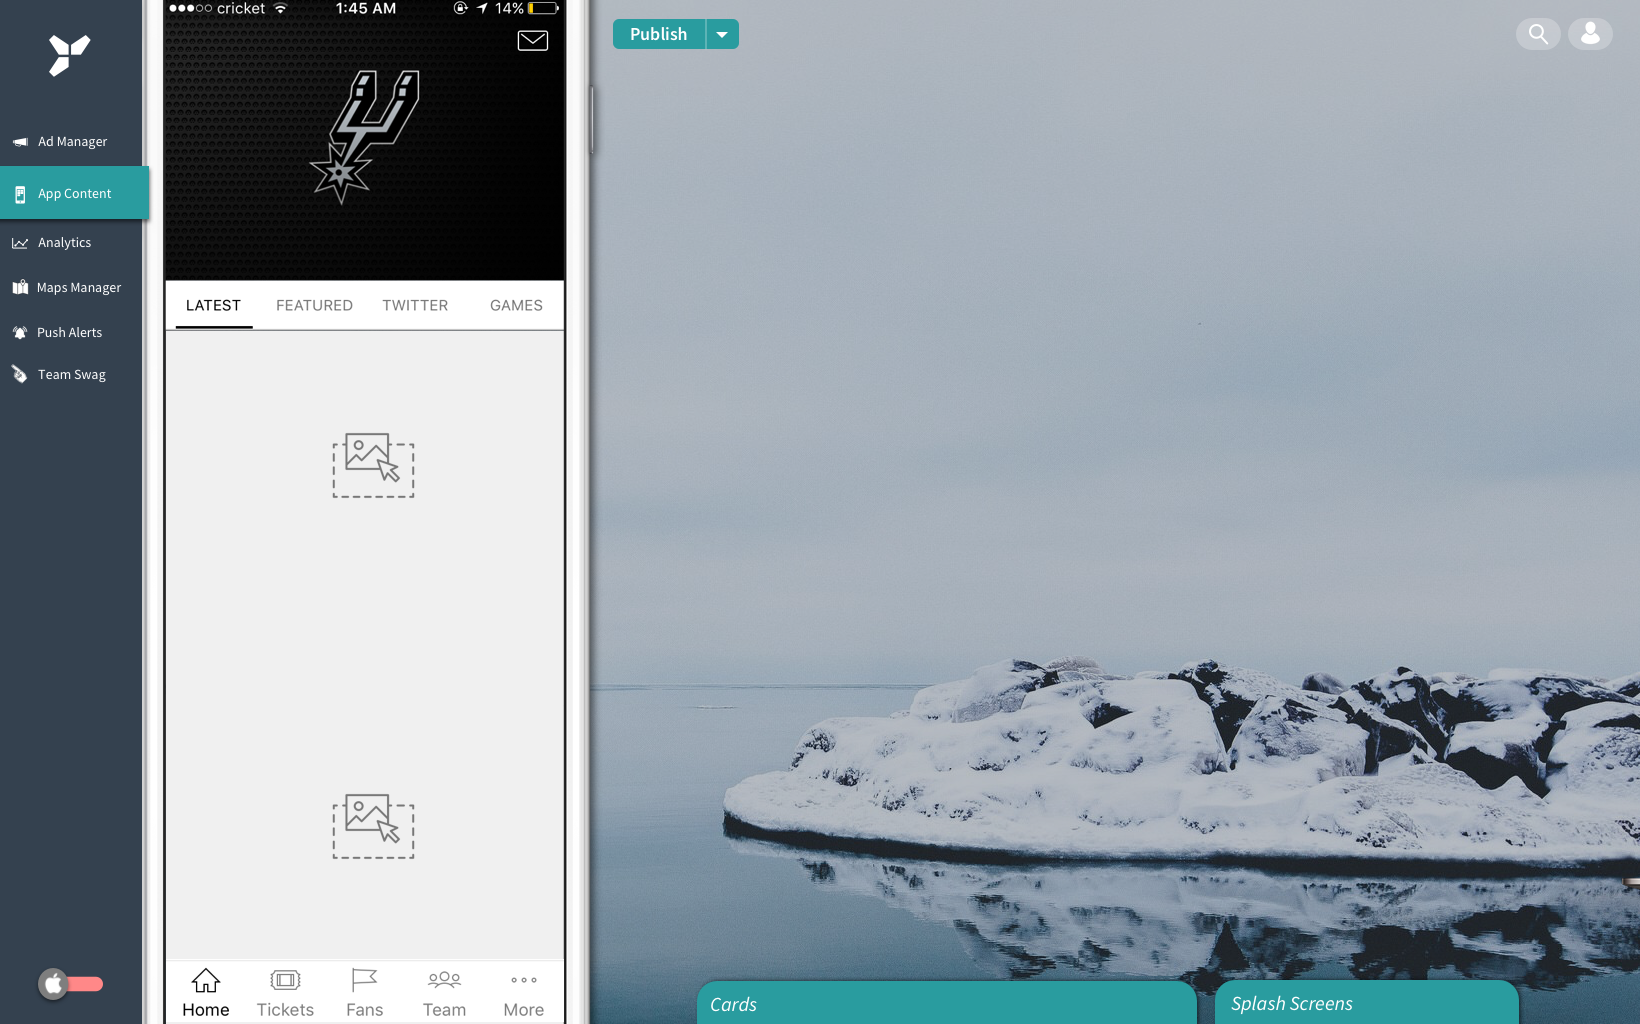 cricket 1:45 AM 14%
Publish
Ad Manager
App Content
Analytics
Maps Manager
Push Alerts
Team Swag
LATEST FEATURED TWITTER GAMES
Home Tickets Fans Team More
Cards
Splash Screens